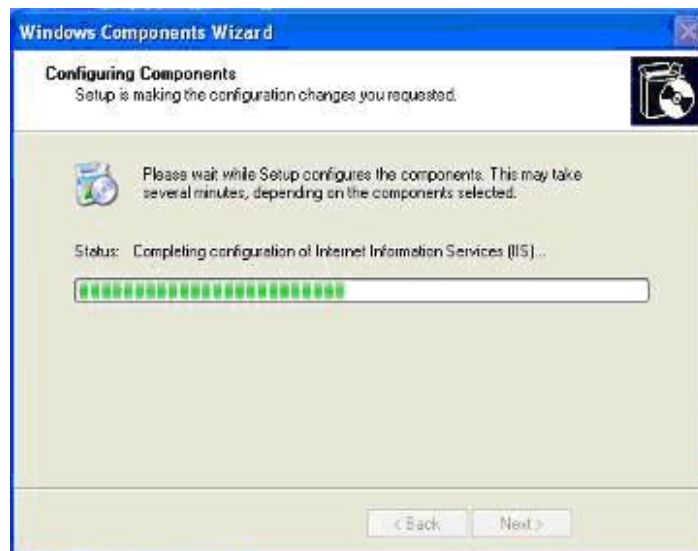 Windows Components Wizard
Configuring Components
Setup is making the configuration changes you requested.
Please wait while Setup configures the components. This may take
several minutes, depending on the components selected.
Status: Completing configuration of Internet Information Services (IIS)...
< Back Next >